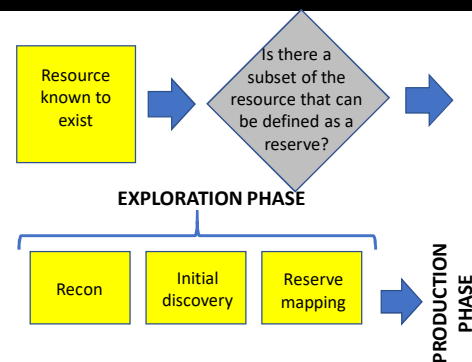 Resource
known to
exist
Is there a
subset of the
resource that can
be defined as a
reserve?
EXPLORATION PHASE
Recon
Initial
discovery
Reserve
mapping
PRODUCTION
PHASE